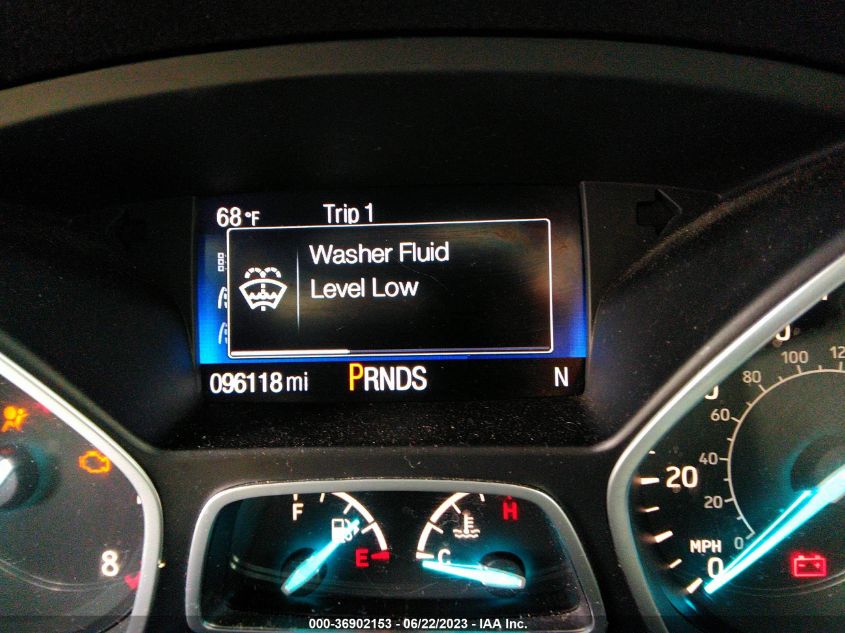 68°F Trip 1
Washer Fluid
Level Low
096118 mi PRNDS N
F H
E C
8
20
MPH
0
0
20
40
60
80
100
000-36902153 - 06/22/2023 - IAA Inc.